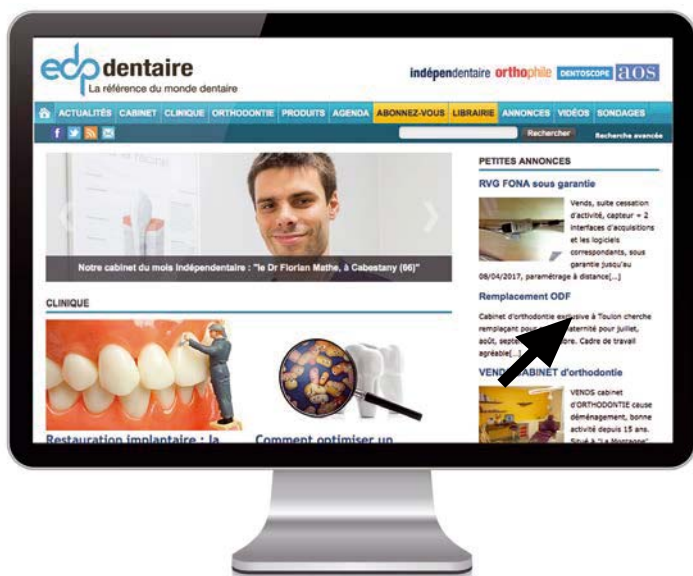 edp dentaire
La référence du monde dentaire
indépendentaire orthophile DENTOSCOPE aos
ACTUALITÉS CABINET CLINIQUE ORTHODONTIE PRODUITS AGENDA ABONNEZ-VOUS LIBRAIRIE ANNONCES VIDÉOS SONDAGES
Rechercher Recherche avancée
Notre cabinet du mois Indépendentaire : "le Dr Florian Mathe, à Cabestany (66)"
CLINIQUE
Restauration implantaire : la
Comment optimiser un
PETITES ANNONCES
RVG FONA sous garantie
Vends, suite cessation
d'activité, capteur + 2
interfaces d'acquisitions
et les logiciels
correspondants, sous
garantie jusqu'au
08/04/2017, paramétrage à distance[...]
Remplacement ODF
Cabinet d'orthodontie exclusive à Toulon cherche
remplaçant pour juillet,
août, Cadre de travail
agréable[...]
VENDS CABINET d'orthodontie
VENDS cabinet
d'ORTHODONTIE cause
déménagement, bonne
activité depuis 15 ans.
Situé à "La Montagne"